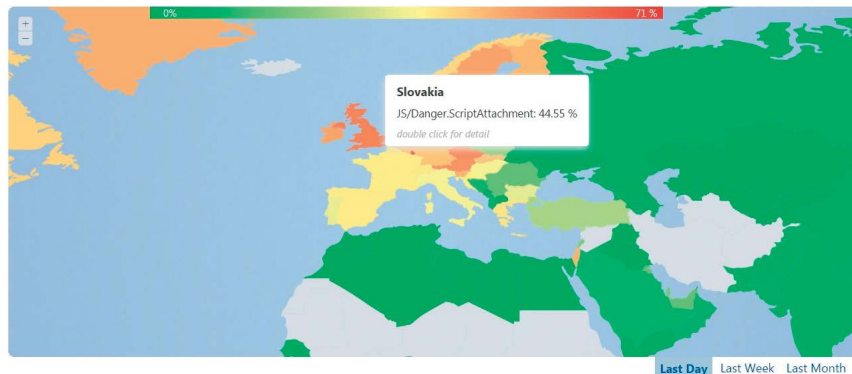 0%
71 %
+
−
Slovakia
JS/Danger.ScriptAttachment: 44.55 %
double click for detail
Last Day Last Week Last Month